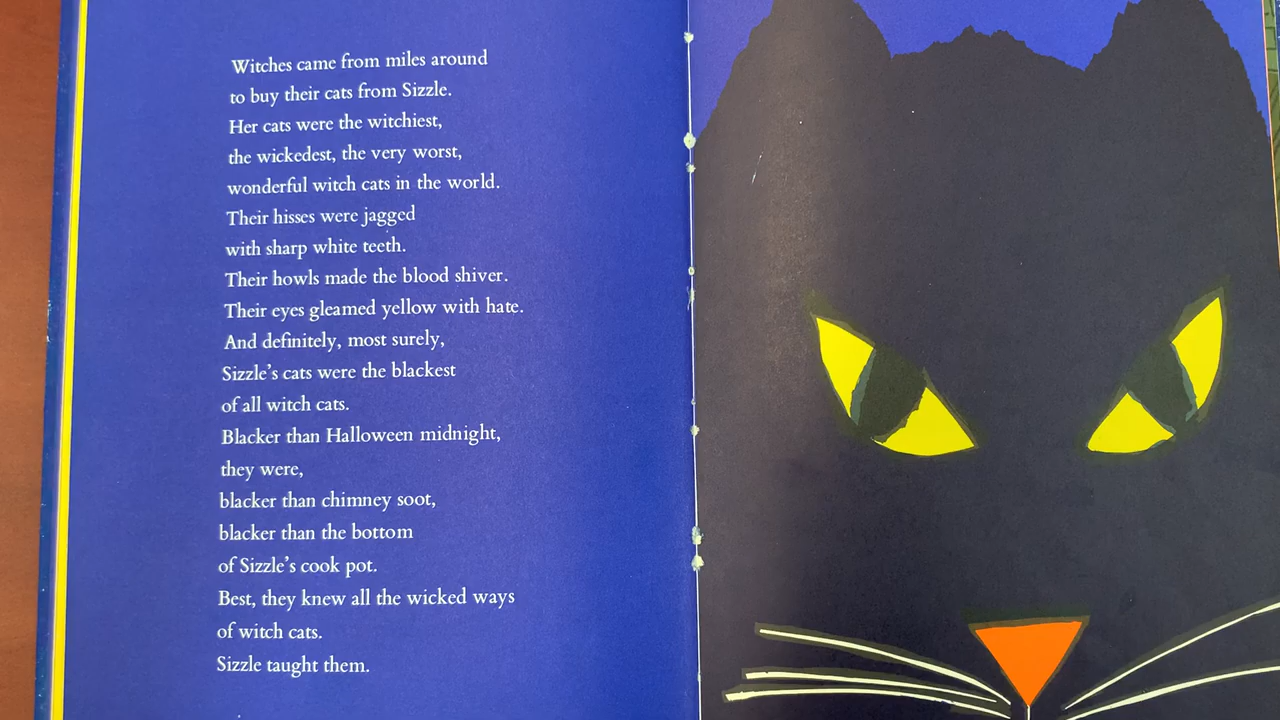 Witches came from miles around
to buy their cats from Sizzle.
Her cats were the witchiest,
the wickedest, the very worst,
wonderful witch cats in the world.
Their hisses were jagged
with sharp white teeth.
Their howls made the blood shiver.
Their eyes gleamed yellow with hate.
And definitely, most surely,
Sizzle’s cats were the blackest
of all witch cats.
Blacker than Halloween midnight,
they were,
blacker than chimney soot,
blacker than the bottom
of Sizzle’s cook pot.
Best, they knew all the wicked ways
of witch cats.
Sizzle taught them.